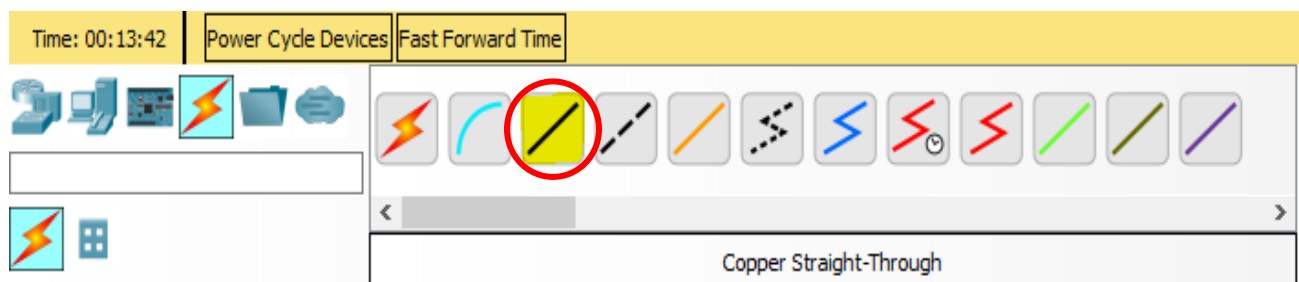 Time: 00:13:42 Power Cycle Devices Fast Forward Time
Copper Straight-Through